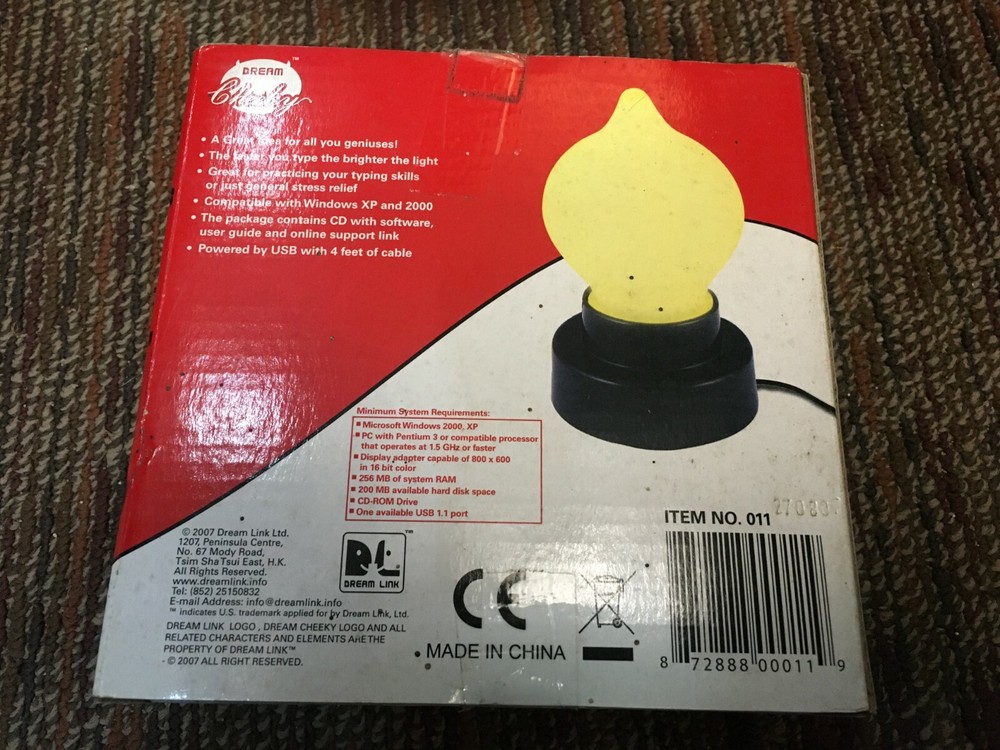 DREAM
Cheeky
™
• A Great Idea for all you geniuses!
• The faster you type the brighter the light
• Great for practicing your typing skills
or just general stress relief
• Compatible with Windows XP and 2000
• The package contains CD with software,
user guide and online support link
• Powered by USB with 4 feet of cable
Minimum System Requirements:
■ Microsoft Windows 2000, XP
■ PC with Pentium 3 or compatible processor
that operates at 1.5 GHz or faster
■ Display adapter capable of 800 x 600
in 16 bit color
■ 256 MB of system RAM
■ 200 MB available hard disk space
■ CD-ROM Drive
■ One available USB 1.1 port
© 2007 Dream Link Ltd.
1207, Peninsula Centre,
No. 67 Mody Road,
Tsim Sha Tsui East, H.K.
All Rights Reserved.
www.dreamlink.info
Tel: (852) 25150832
E-mail Address: info@dreamlink.info
™ indicates U.S. trademark applied for by Dream Link, Ltd.
DREAM LINK LOGO , DREAM CHEEKY LOGO AND ALL
RELATED CHARACTERS AND ELEMENTS ARE THE
PROPERTY OF DREAM LINK™
- © 2007 ALL RIGHT RESERVED.
DL™
DREAM LINK
CE
MADE IN CHINA
ITEM NO. 011
8 72888 00011 9